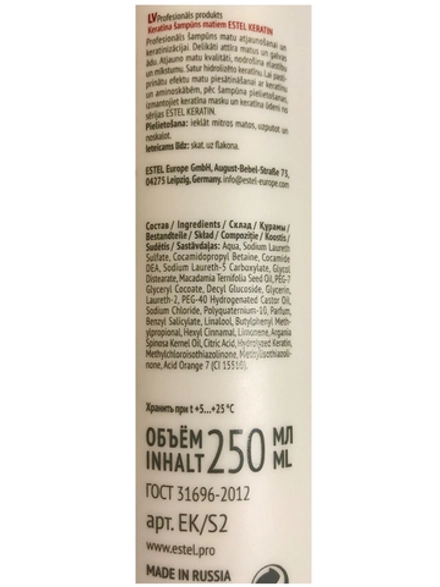 LV Profesionāls produkts
Keratīna šampūns matiem ESTEL KERATIN
Profesionāls šampūns matu atjaunošanai un
keratinizācijai. Delikāti attīra matus un galvas
ādu. Atjauno matu kvalitāti, nodrošina elastību
un mīkstumu. Satur hidrolizēto keratīnu. Lai pasti-
prinātu efektu matu piesātināšanai ar keratīnu
un aminoskābēm, pēc šampūna pielietošanas,
izmantojiet keratīna masku un keratīna ūdeni no
sērijas ESTEL KERATIN.
Pielietošana: ieklāt mitros matos, uzputot un
noskalot.
Ieteicams līdz: skat. uz flakona.
ESTEL Europe GmbH, August-Bebel-Straße 73,
04275 Leipzig, Germany. info@estel-europe.com
Состав / Ingredients / Склад / Құрамы /
Bestandteile / Skład / Compoziție / Koostis /
Sudėtis / Sastāvdaļas: Aqua, Sodium Laureth
Sulfate, Cocamidopropyl Betaine, Cocamide
DEA, Sodium Laureth-5 Carboxylate, Glycol
Distearate, Macadamia Ternifolia Seed Oil, PEG-7
Glyceryl Cocoate, Decyl Glucoside, Glycerin,
Laureth-2, PEG-40 Hydrogenated Castor Oil,
Sodium Chloride, Polyquaternium-10, Parfum,
Benzyl Salicylate, Linalool, Butylphenyl Meth-
ylpropional, Hexyl Cinnamal, Limonene, Argania
Spinosa Kernel Oil, Citric Acid, Hydrolyzed Keratin,
Methylchloroisothiazolinone, Methylisothiazoli-
none, Acid Orange 7 (CI 15510).
Хранить при t +5...+25 °C
ОБЪЁМ 250 МЛ
INHALT ML
ГОСТ 31696-2012
арт. EK/S2
www.estel.pro
MADE IN RUSSIA